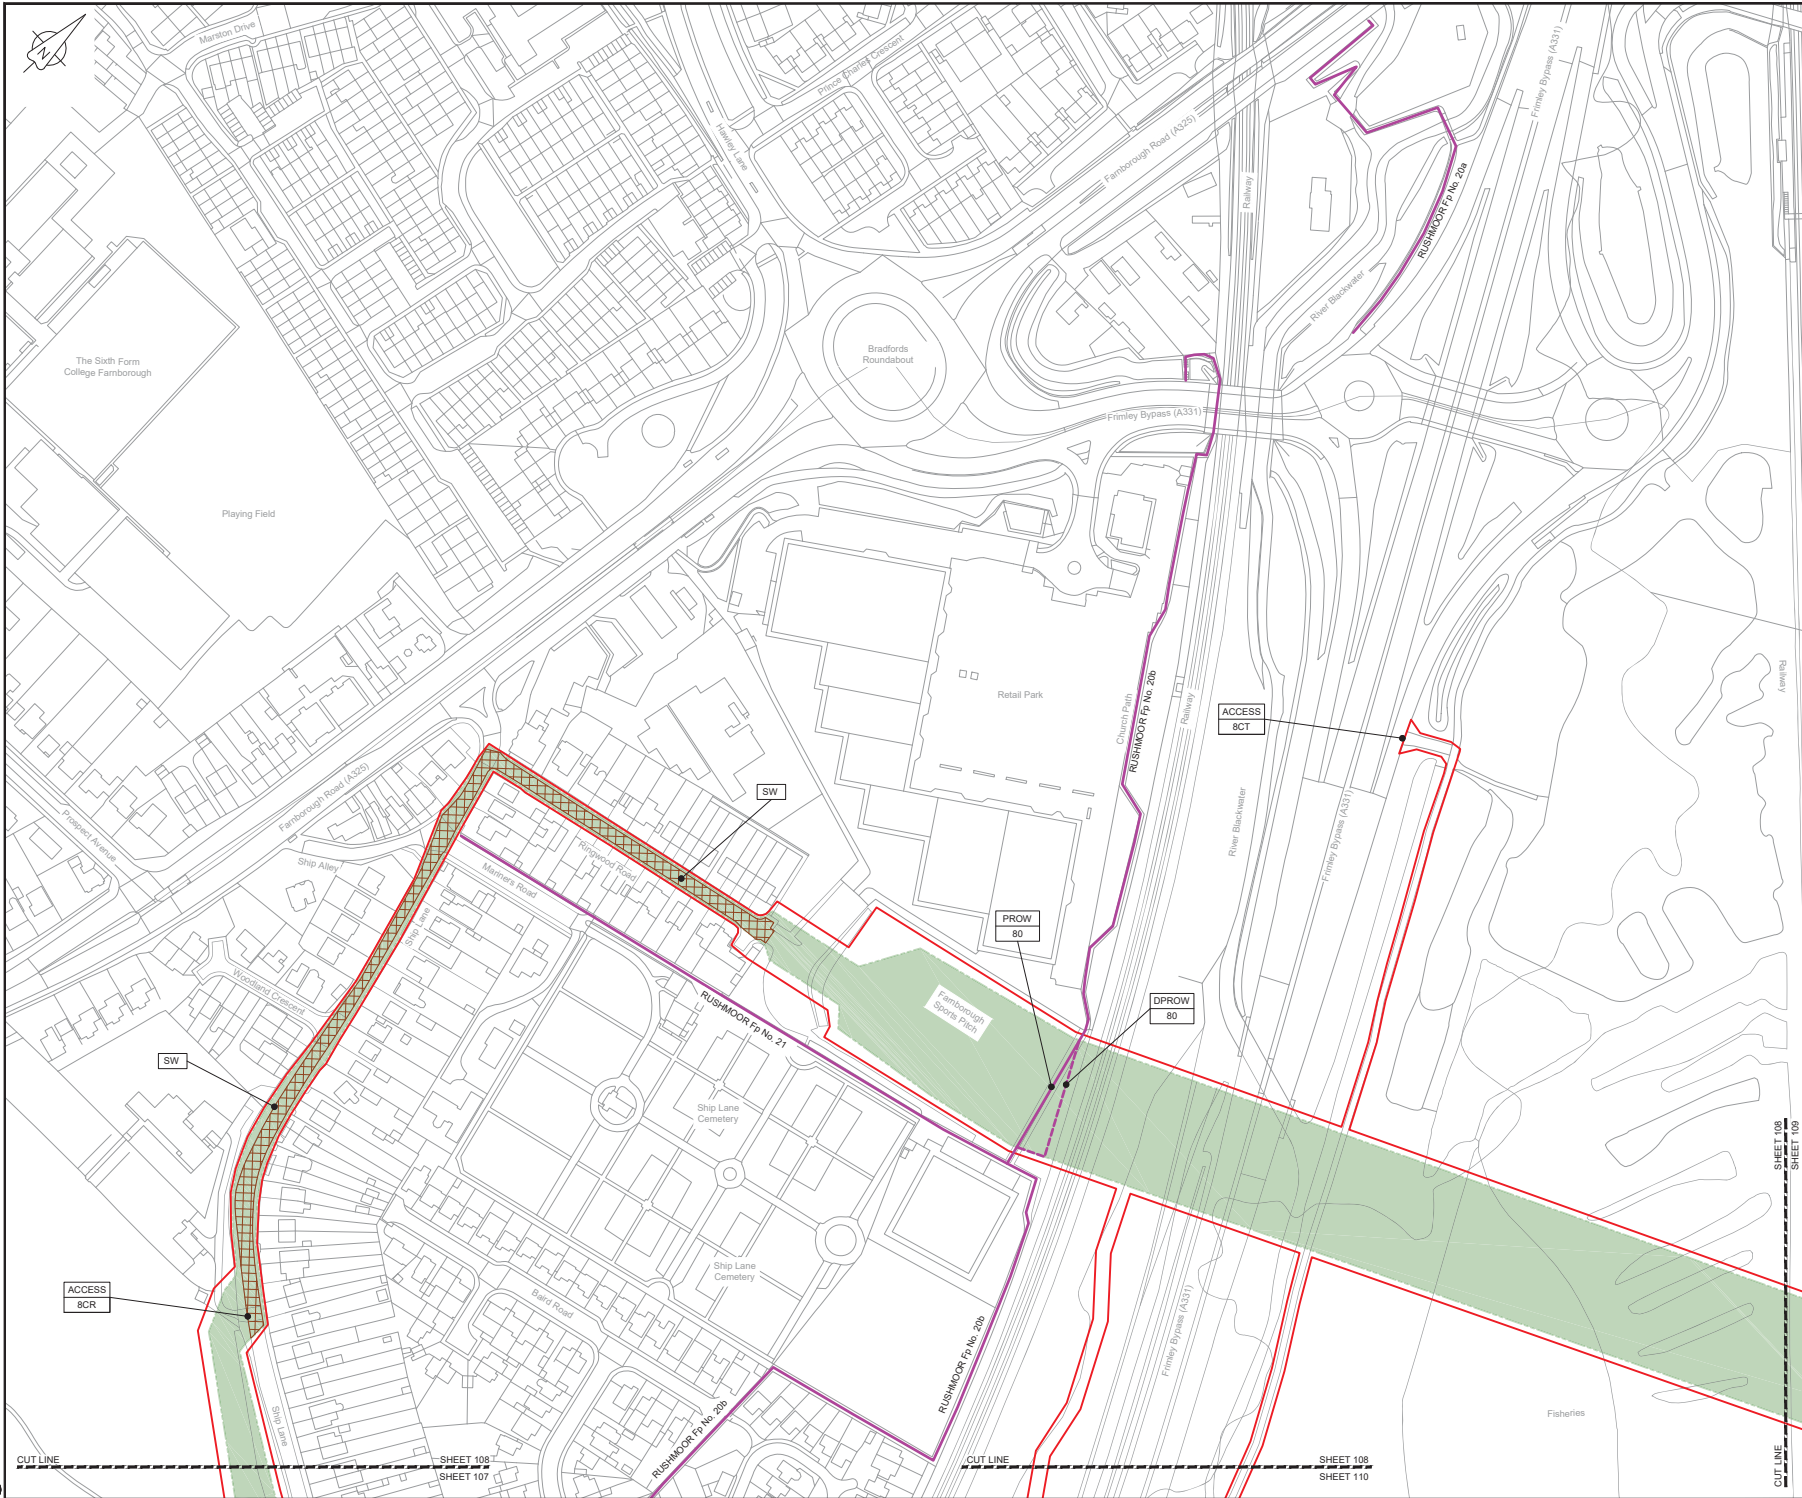 Marston Drive
N
Prince Charles Crescent
Hawley Lane
Farnborough Road (A325)
Railway
Frimley Bypass (A331)
RUSHMOOR Fp No. 20a
River Blackwater
The Sixth Form
College Farnborough
Bradfords
Roundabout
Frimley Bypass (A331)
Playing Field
Retail Park
Church Path
RUSHMOOR Fp No. 20b
Railway
Railway
ACCESS
8CT
SW
Farnborough Road (A325)
Prospect Avenue
Ship Alley
Mariners Road
Ringwood Road
River Blackwater
Frimley Bypass (A331)
Ship Lane
Woodland Crescent
PROW
80
DPROW
80
Farnborough
Sports Pitch
RUSHMOOR Fp No. 21
SW
Ship Lane
Cemetery
Ship Lane
Cemetery
SHEET 108
SHEET 109
ACCESS
8CR
Baird Road
RUSHMOOR Fp No. 20b
Frimley Bypass (A331)
Ship Lane
RUSHMOOR Fp No. 20b
Fisheries
CUT LINE
SHEET 108
SHEET 107
CUT LINE
SHEET 108
SHEET 110
CUT LINE